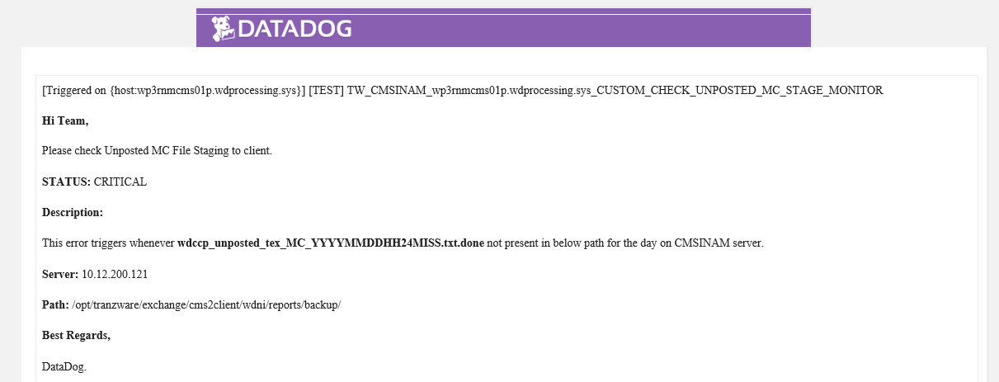 DATADOG
[Triggered on {host:wp3rnmcms01p.wdprocessing.sys}] [TEST] TW_CMSINAM_wp3rnmcms01p.wdprocessing.sys_CUSTOM_CHECK_UNPOSTED_MC_STAGE_MONITOR
Hi Team,
Please check Unposted MC File Staging to client.
STATUS: CRITICAL
Description:
This error triggers whenever wdccp_unposted_tex_MC_YYYYMMDDHH24MISS.txt.done not present in below path for the day on CMSINAM server.
Server: 10.12.200.121
Path: /opt/tranzware/exchange/cms2client/wdni/reports/backup/
Best Regards,
DataDog.